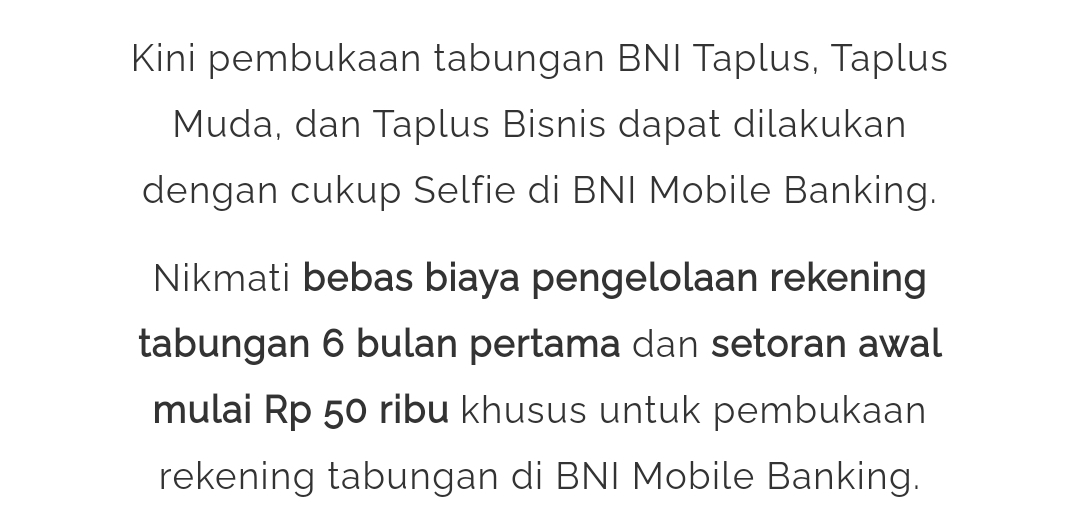 Kini pembukaan tabungan BNI Taplus, Taplus
Muda, dan Taplus Bisnis dapat dilakukan
dengan cukup Selfie di BNI Mobile Banking.
Nikmati bebas biaya pengelolaan rekening
tabungan 6 bulan pertama dan setoran awal
mulai Rp 50 ribu khusus untuk pembukaan
rekening tabungan di BNI Mobile Banking.